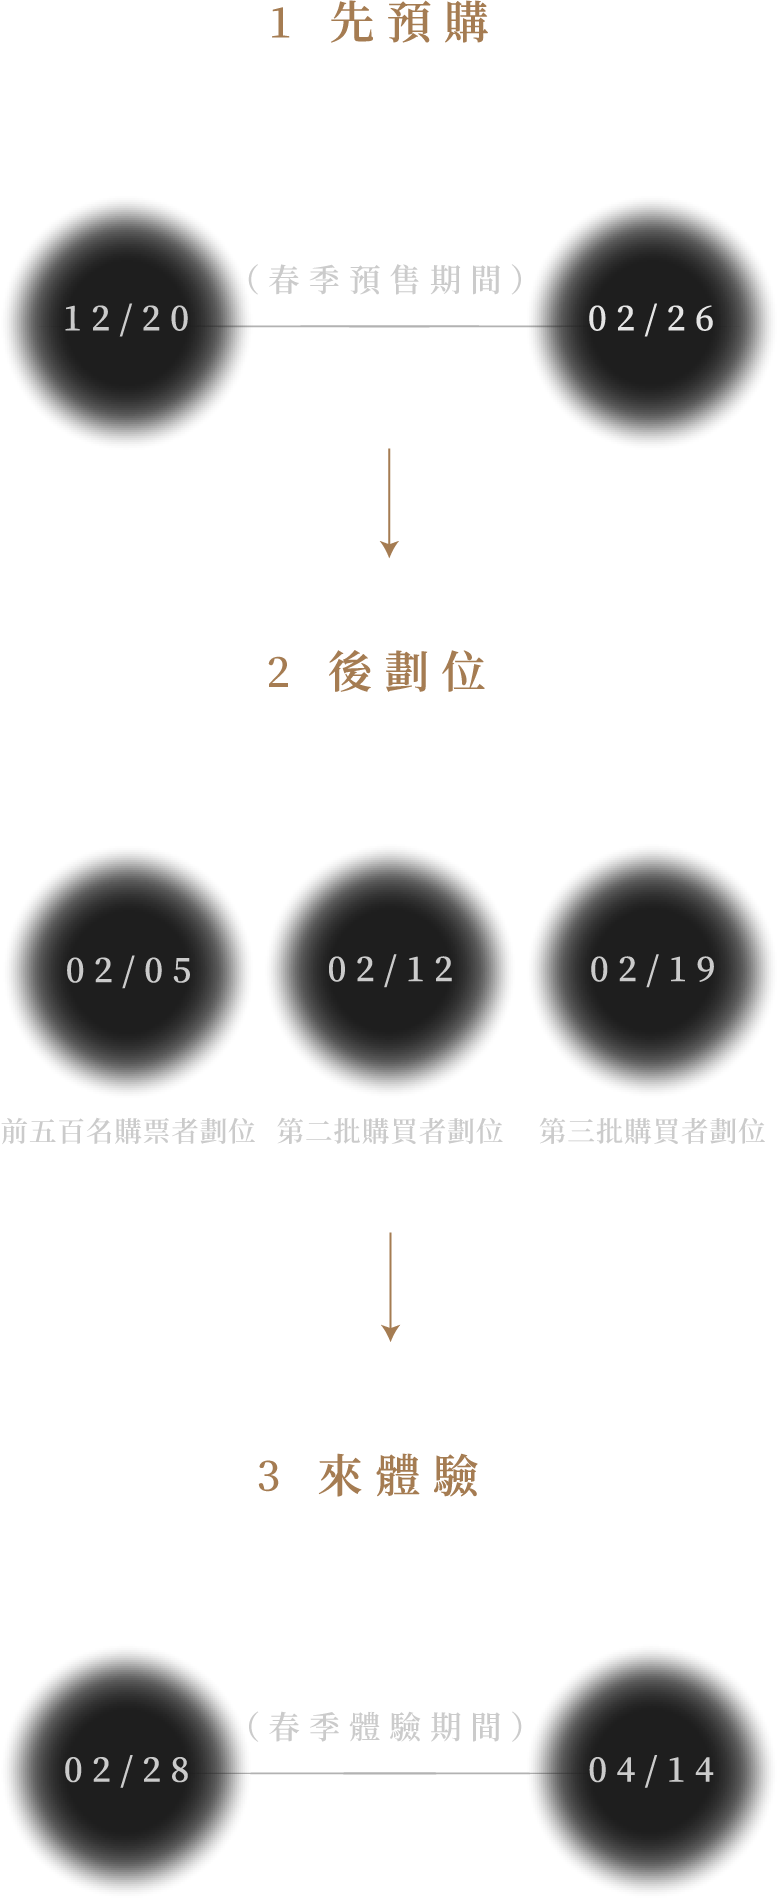 1 先預購
（春季預售期間）
12/20 02/26
2 後劃位
02/05 02/12 02/19
前五百名購票者劃位 第二批購買者劃位 第三批購買者劃位
3 來體驗
（春季體驗期間）
02/28 04/14